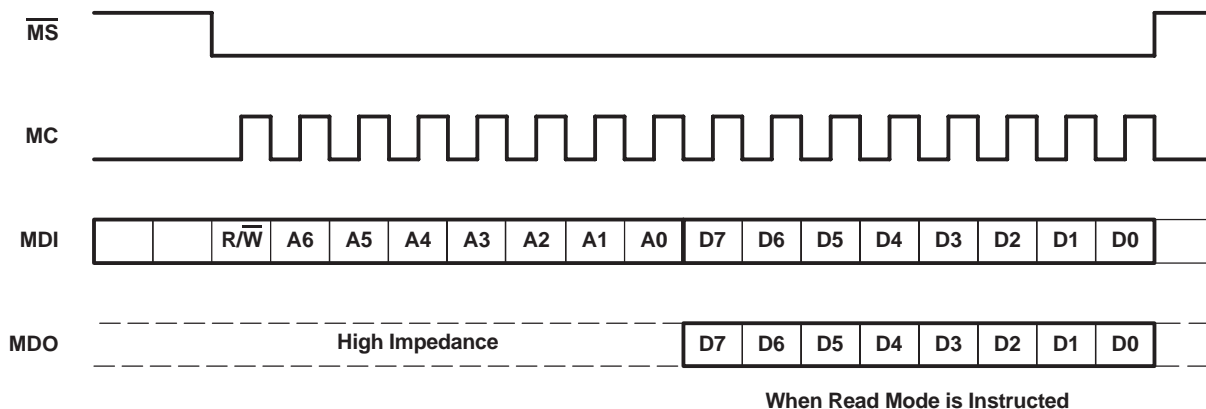 M̅S̅
MC
MDI R/W̅ A6 A5 A4 A3 A2 A1 A0 D7 D6 D5 D4 D3 D2 D1 D0
MDO High Impedance D7 D6 D5 D4 D3 D2 D1 D0
When Read Mode is Instructed